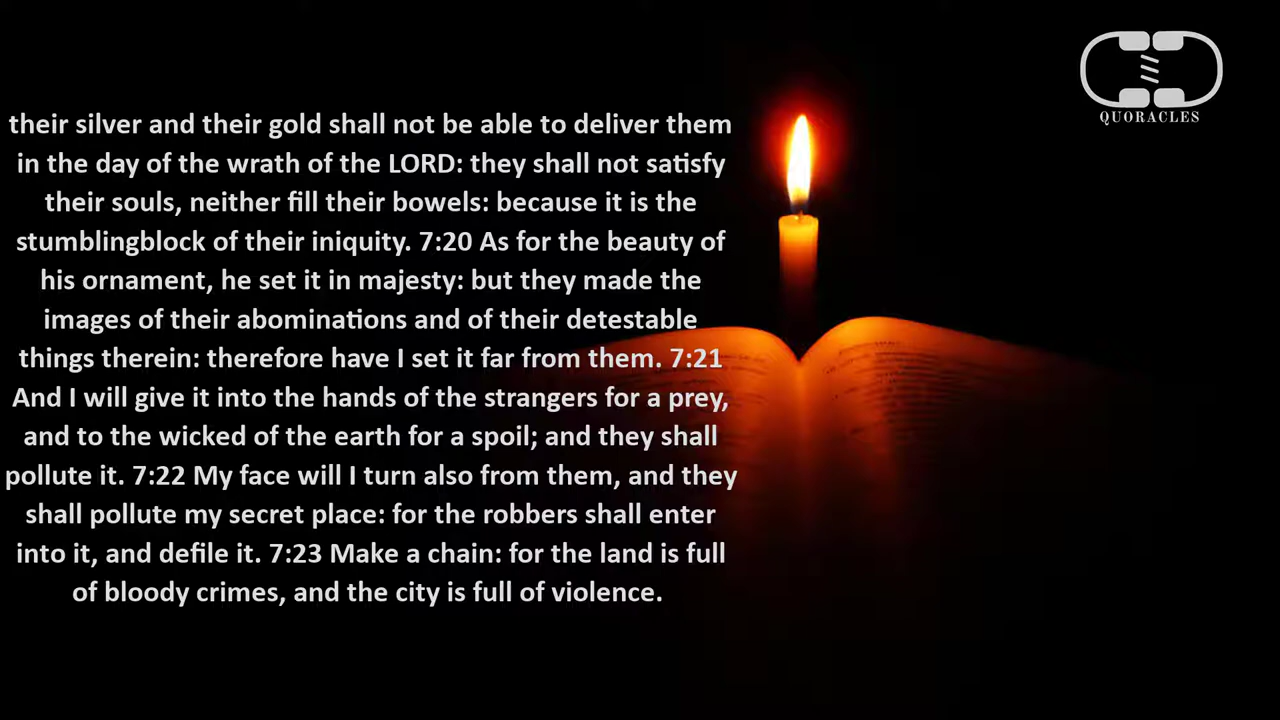 their silver and their gold shall not be able to deliver them
in the day of the wrath of the LORD: they shall not satisfy
their souls, neither fill their bowels: because it is the
stumblingblock of their iniquity. 7:20 As for the beauty of
his ornament, he set it in majesty: but they made the
images of their abominations and of their detestable
things therein: therefore have I set it far from them. 7:21
And I will give it into the hands of the strangers for a prey,
and to the wicked of the earth for a spoil; and they shall
pollute it. 7:22 My face will I turn also from them, and they
shall pollute my secret place: for the robbers shall enter
into it, and defile it. 7:23 Make a chain: for the land is full
of bloody crimes, and the city is full of violence.
QUORACLES